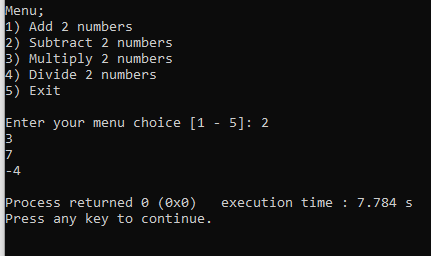 Menu;
1) Add 2 numbers
2) Subtract 2 numbers
3) Multiply 2 numbers
4) Divide 2 numbers
5) Exit
Enter your menu choice [1 - 5]: 2
3
7
-4
Process returned 0 (0x0)   execution time : 7.784 s
Press any key to continue.